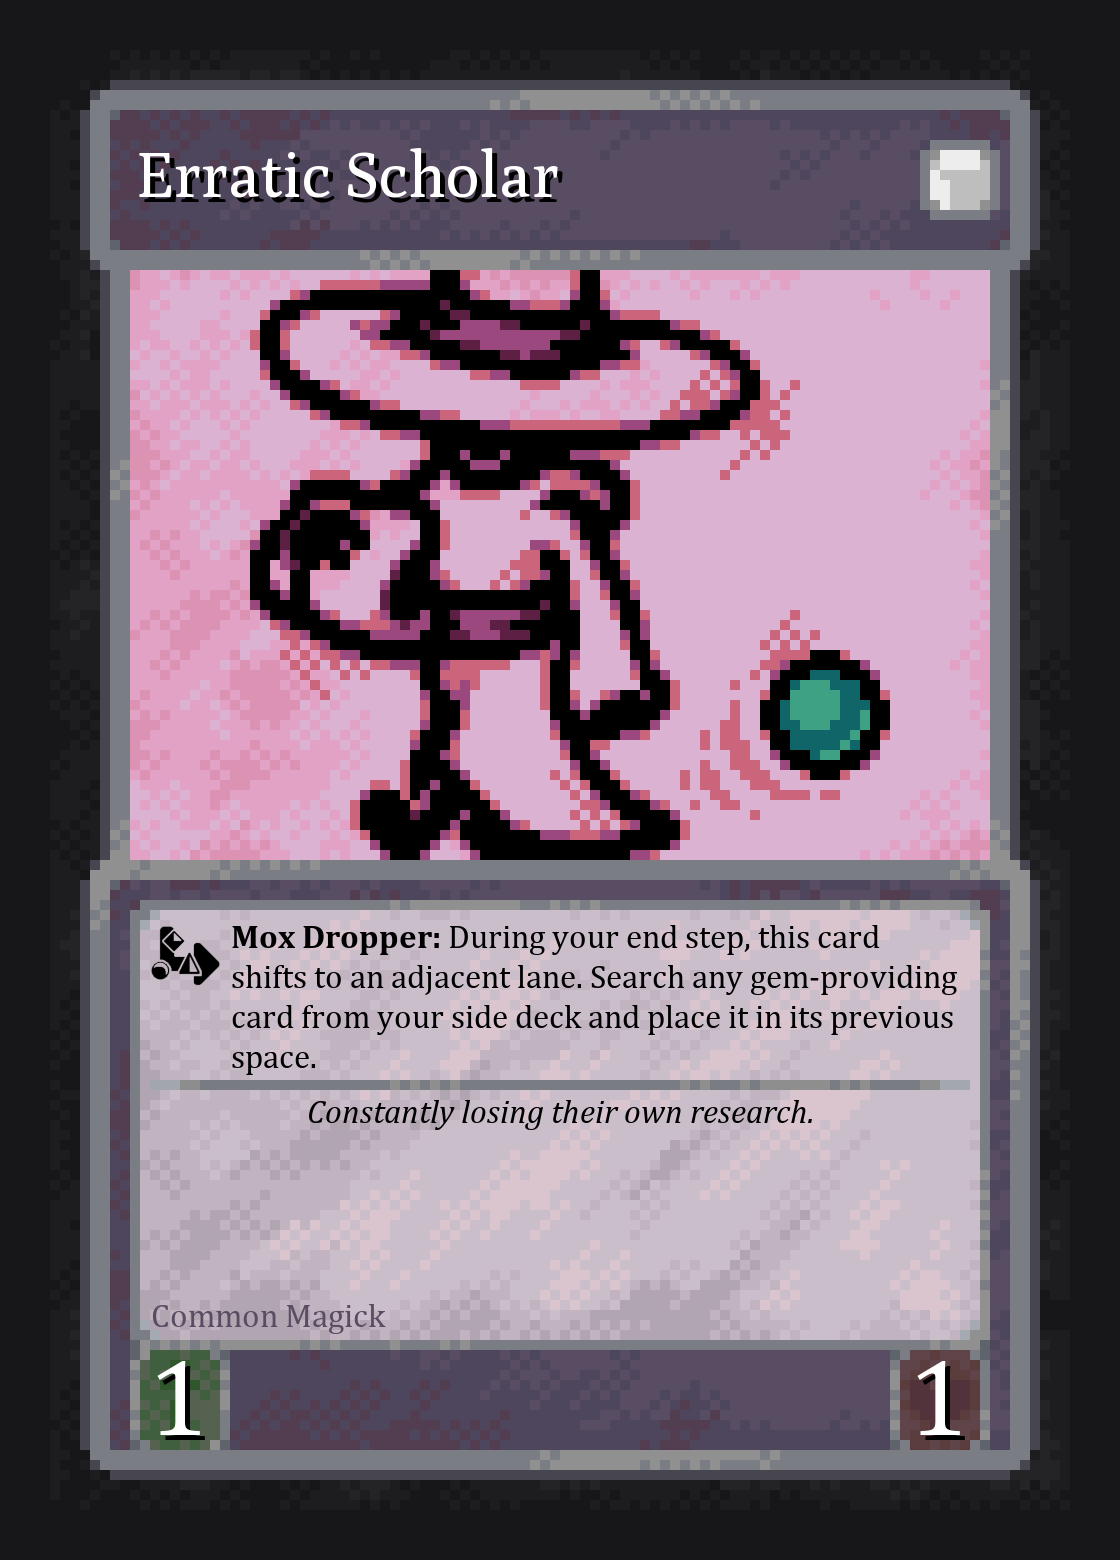 Erratic Scholar
Mox Dropper: During your end step, this card
shifts to an adjacent lane. Search any gem-providing
card from your side deck and place it in its previous
space.
Constantly losing their own research.
Common Magick
1 1